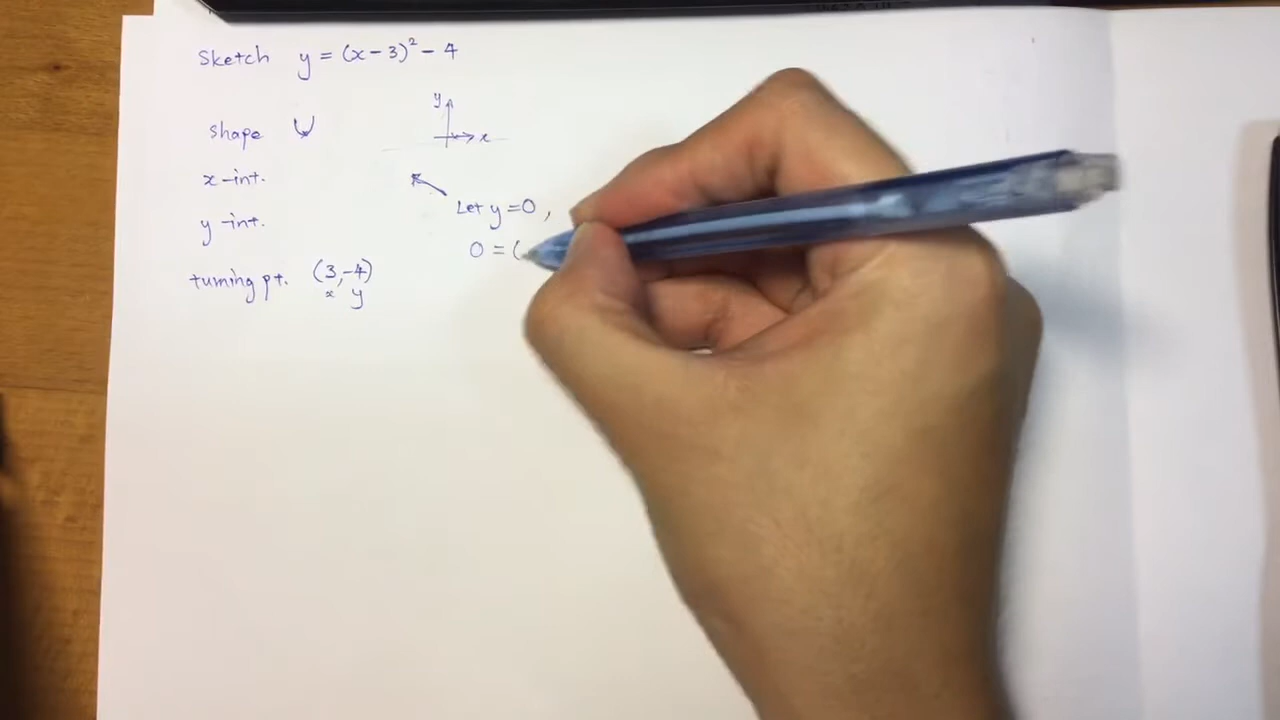 Sketch y = (x-3)² - 4
shape
x-int.
y-int.
turning pt. (3,-4)
x y
y
x
Let y=0,
0 = (